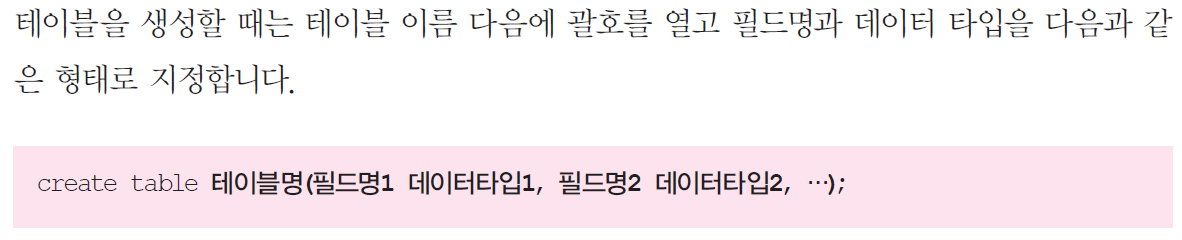 테이블을 생성할 때는 테이블 이름 다음에 괄호를 열고 필드명과 데이터 타입을 다음과 같
은 형태로 지정합니다.
create table 테이블명(필드명1 데이터타입1, 필드명2 데이터타입2, …);